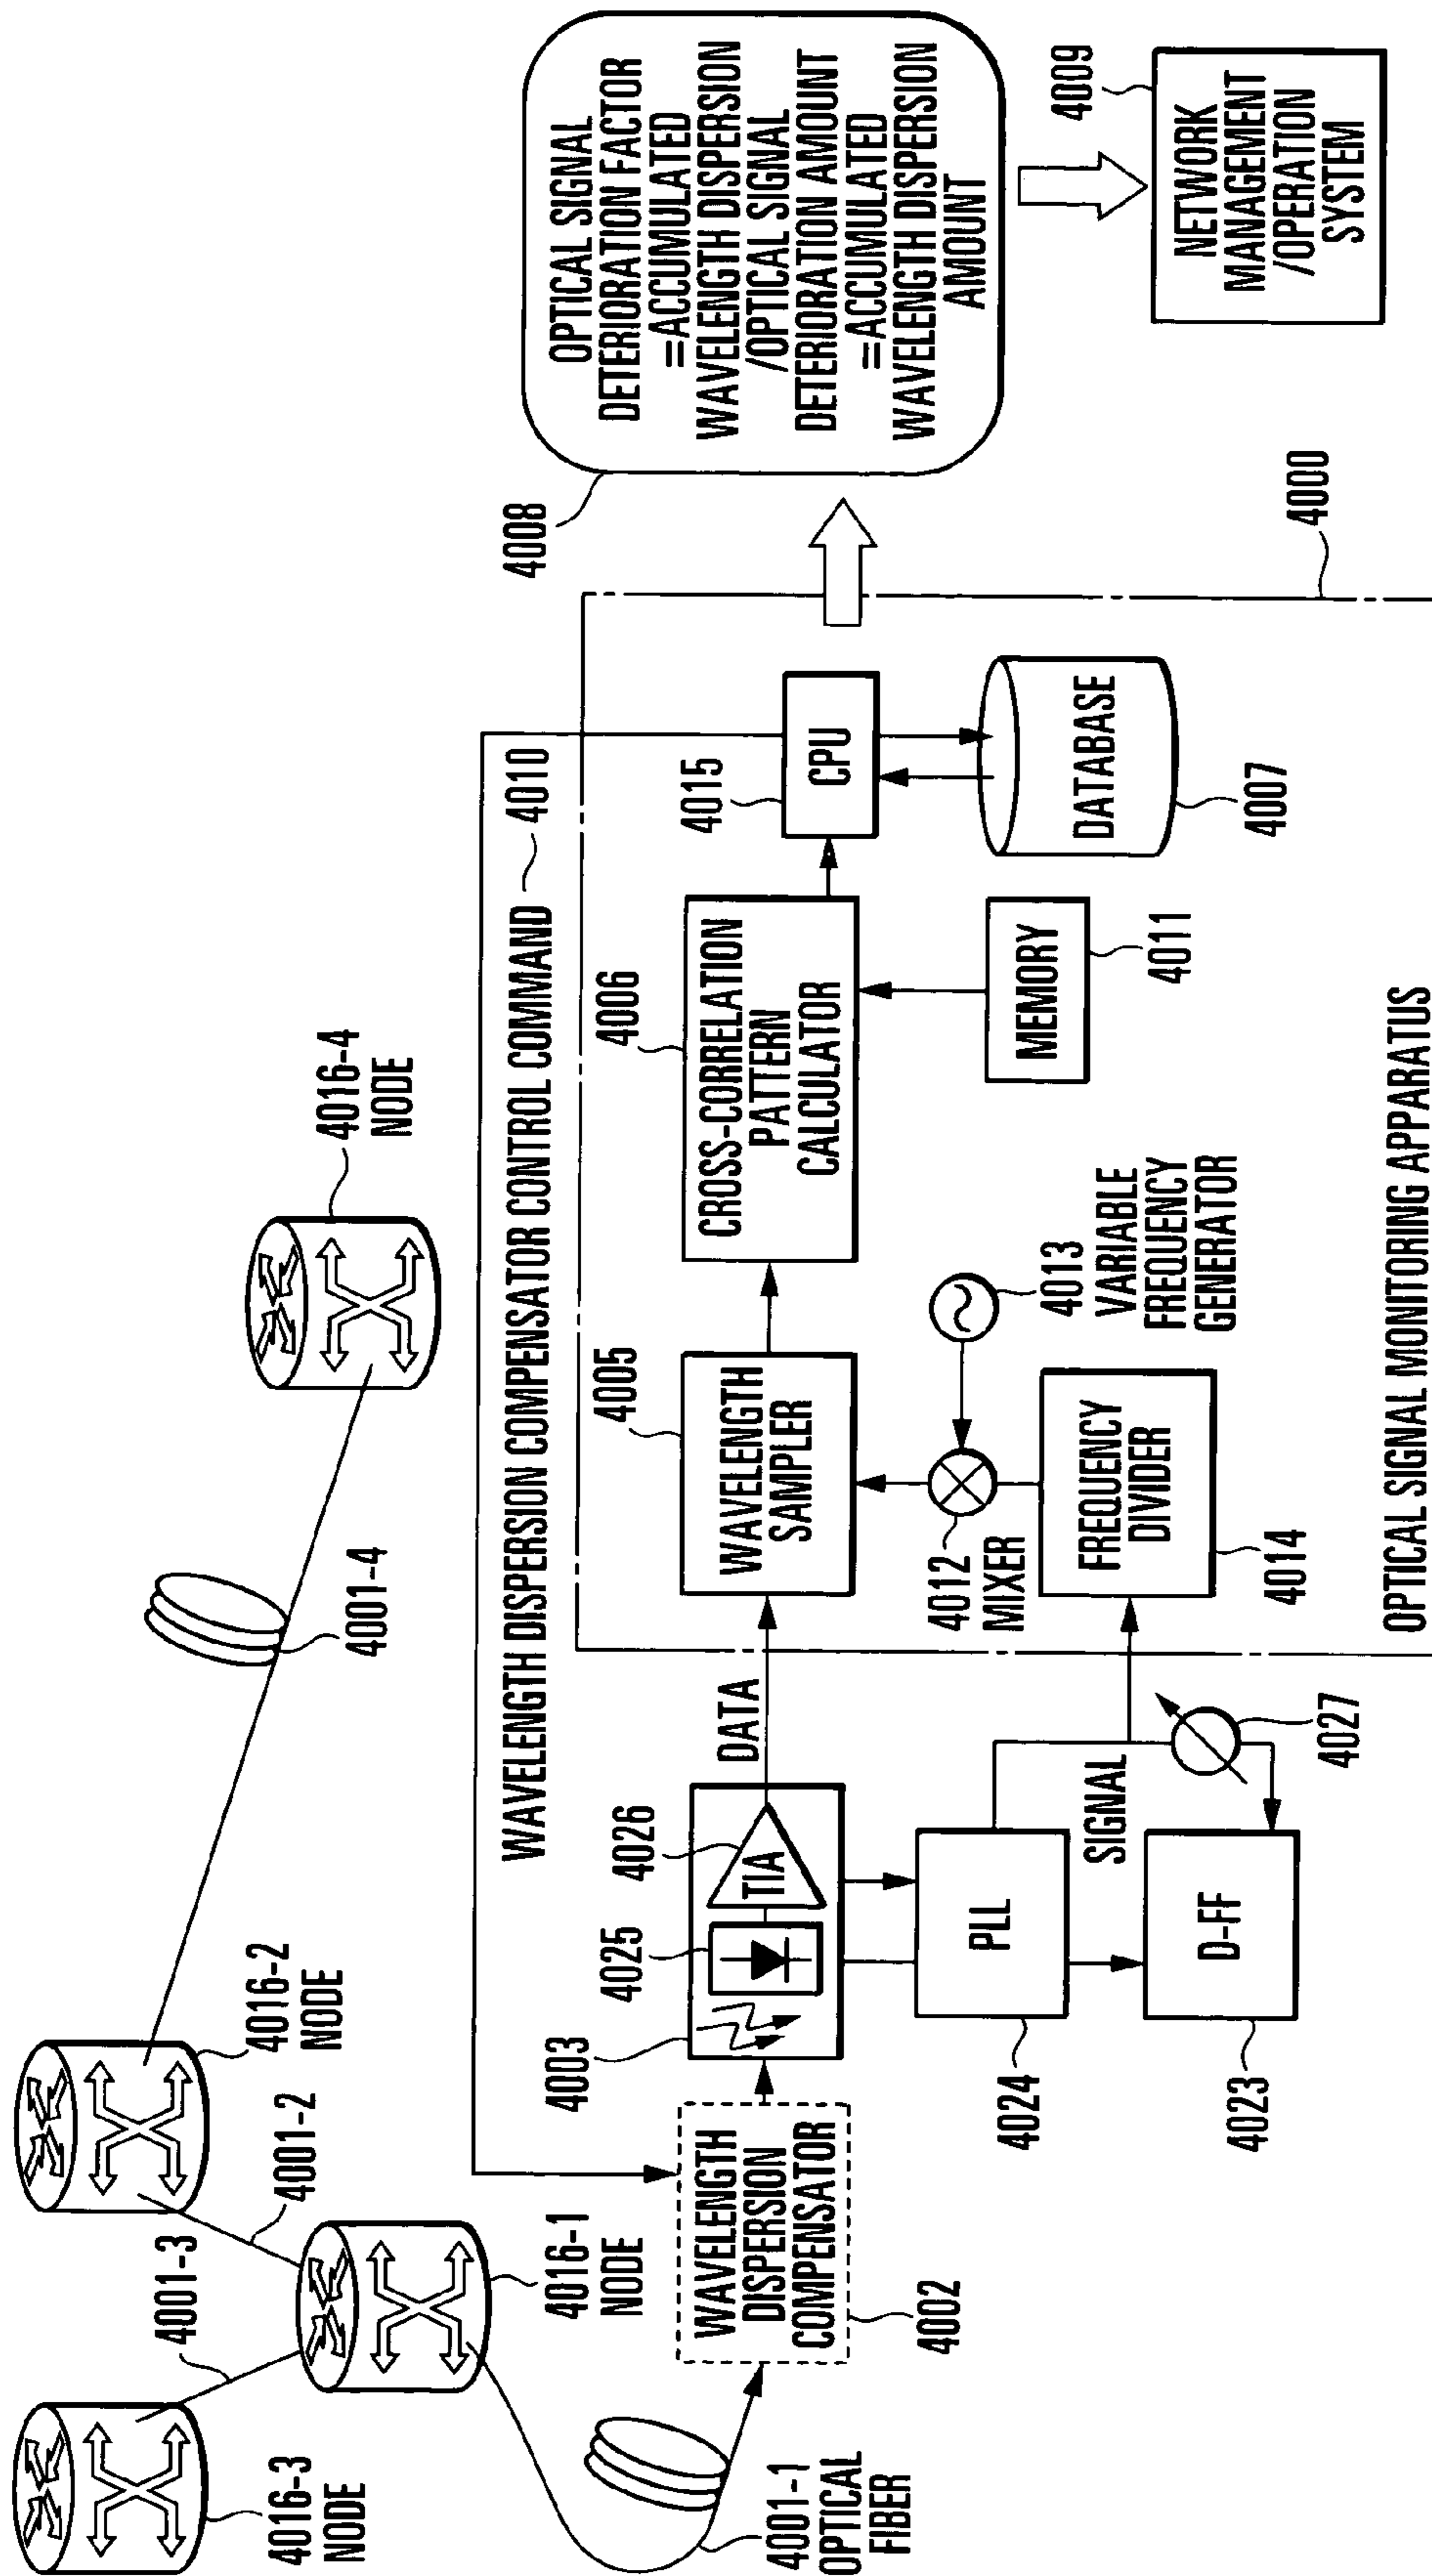 4016-3
NODE
4001-3
4016-2
NODE
4001-2
4016-1
NODE
4001-4
4016-4
NODE
4001-1
OPTICAL
FIBER
WAVELENGTH DISPERSION COMPENSATOR CONTROL COMMAND
4010
WAVELENGTH
DISPERSION
COMPENSATOR
4002
4003
4025
4026
TIA
DATA
PLL
4024
SIGNAL
4027
D-FF
4023
4005
WAVELENGTH
SAMPLER
4012
MIXER
4013
VARIABLE
FREQUENCY
GENERATOR
FREQUENCY
DIVIDER
4014
4006
CROSS-CORRELATION
PATTERN
CALCULATOR
MEMORY
4011
4015
CPU
DATABASE
4007
OPTICAL SIGNAL MONITORING APPARATUS
4000
4008
OPTICAL SIGNAL
DETERIORATION FACTOR
=ACCUMULATED
WAVELENGTH DISPERSION
/OPTICAL SIGNAL
DETERIORATION AMOUNT
=ACCUMULATED
WAVELENGTH DISPERSION
AMOUNT
4009
NETWORK
MANAGEMENT
/OPERATION
SYSTEM